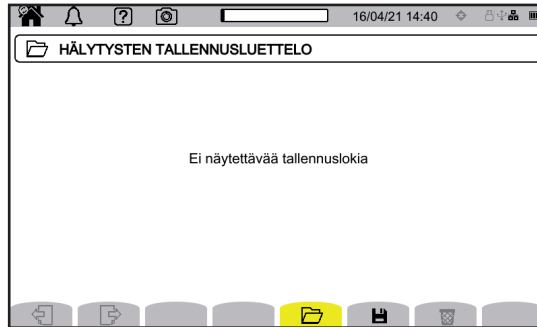 16/04/21 14:40
HÄLYTYSTEN TALLENNUSLUETTELO
Ei näytettävää tallennuslokia